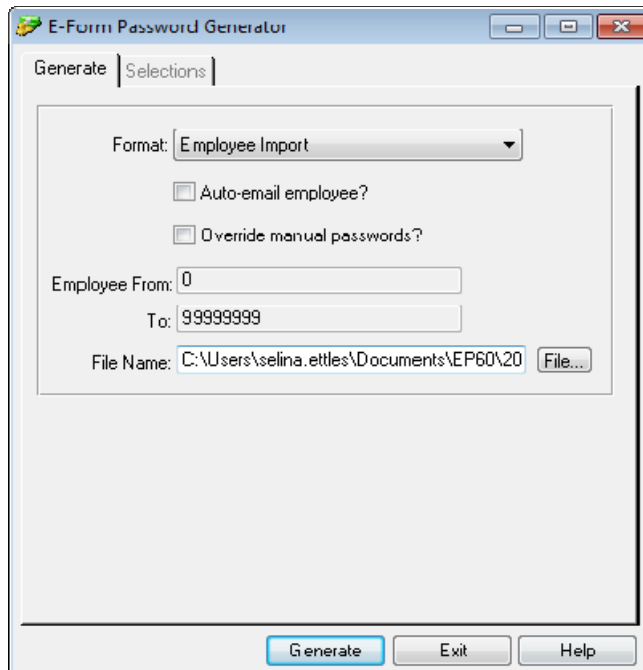 E-Form Password Generator
Generate Selections
Format: Employee Import
Auto-email employee?
Override manual passwords?
Employee From: 0
To: 99999999
File Name: C:\Users\selina.ettles\Documents\EP60\20 File...
Generate Exit Help